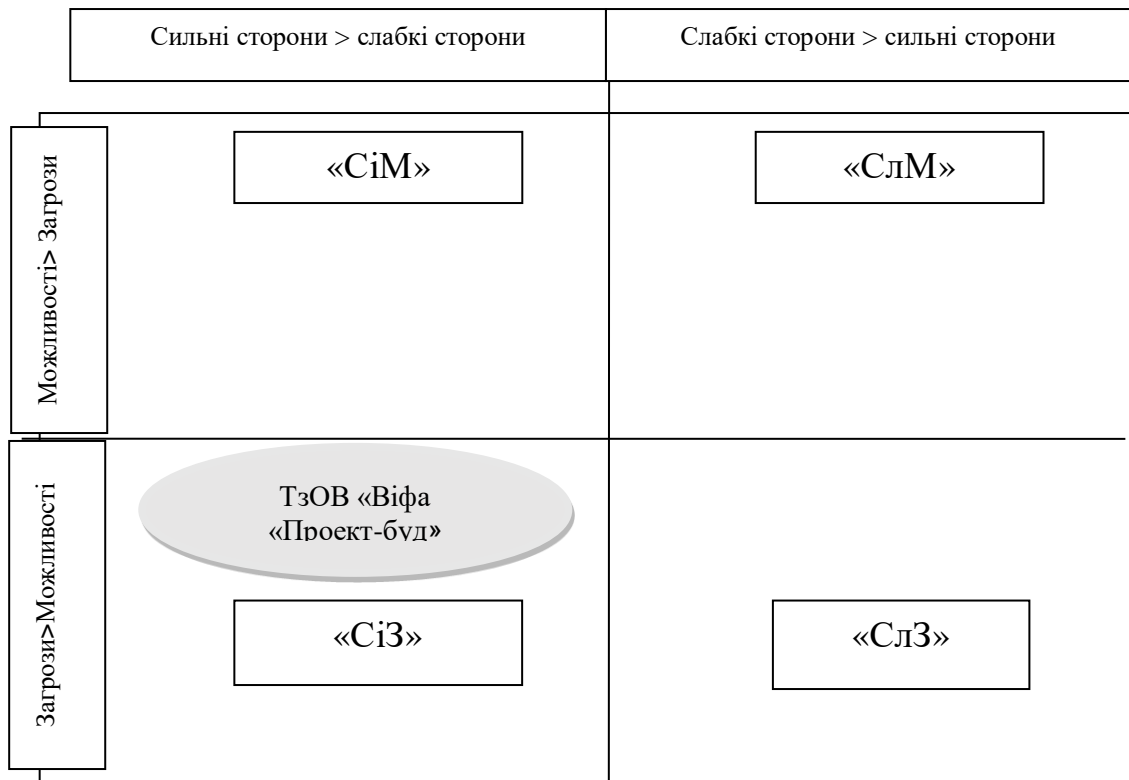 Сильні сторони > слабкі сторони
Слабкі сторони > сильні сторони
Можливості> Загрози
«СіМ»
«СлМ»
Загрози>Можливості
ТзОВ «Віфа
«Проект-буд»
«СіЗ»
«СлЗ»